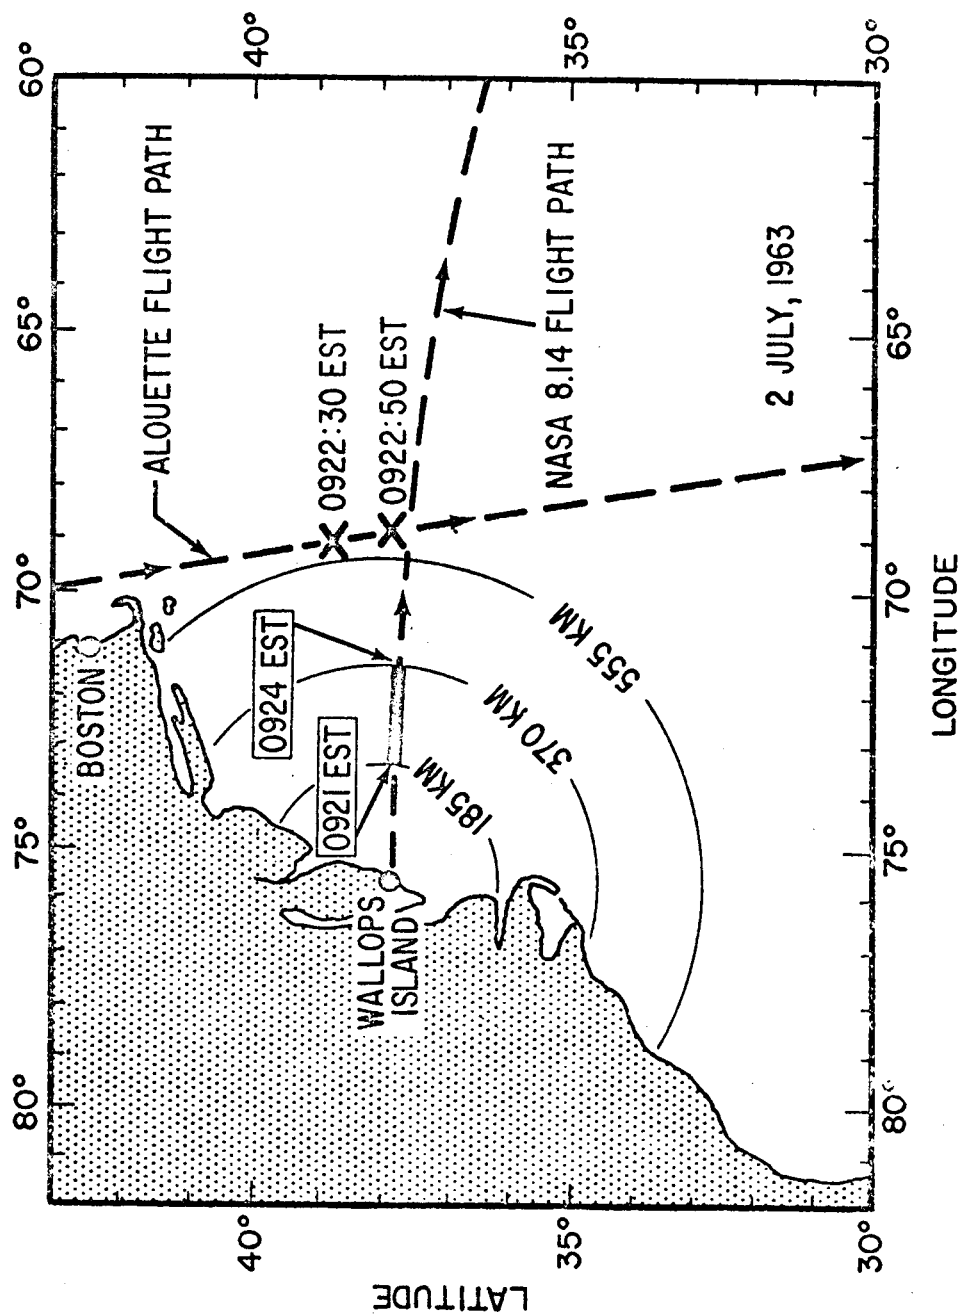 80°
75°
70°
65°
60°
BOSTON
ALOUETTE FLIGHT PATH
40°
40°
0924 EST
0921 EST
0922:30 EST
0922:50 EST
WALLOPS
ISLAND
185 KM
370 KM
555 KM
NASA 8.14 FLIGHT PATH
35°
35°
2 JULY, 1963
30°
30°
80°
75°
70°
65°
LATITUDE
LONGITUDE